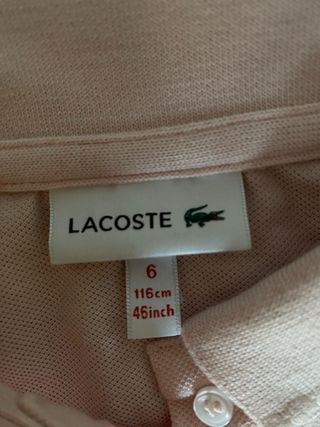 LACOSTE
6
116cm
46inch